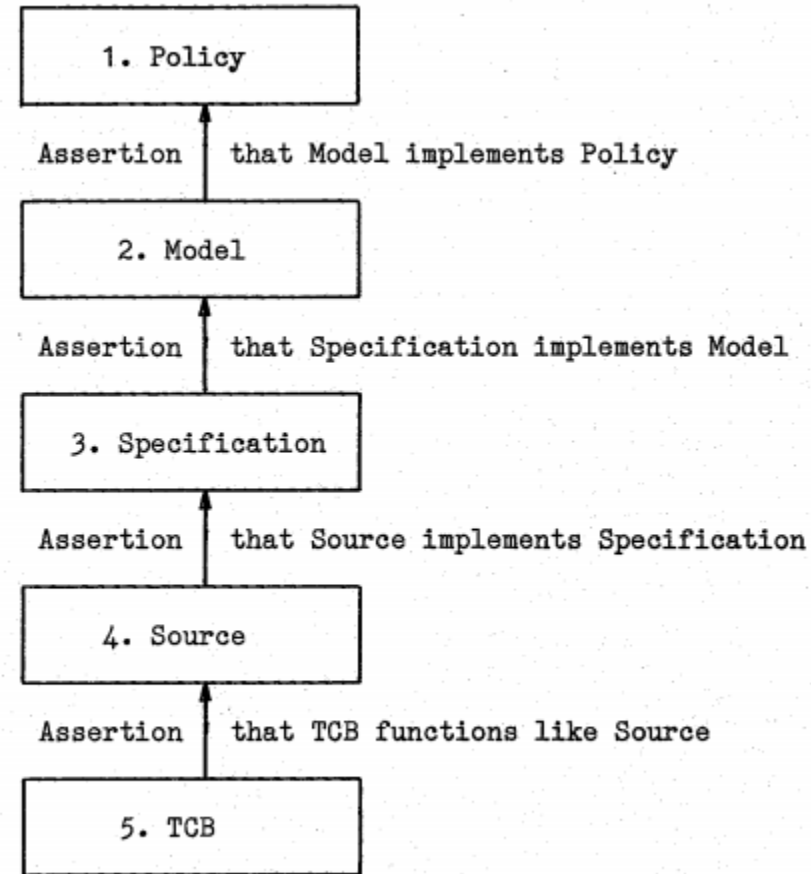 1. Policy
Assertion that Model implements Policy
2. Model
Assertion that Specification implements Model
3. Specification
Assertion that Source implements Specification
4. Source
Assertion that TCB functions like Source
5. TCB